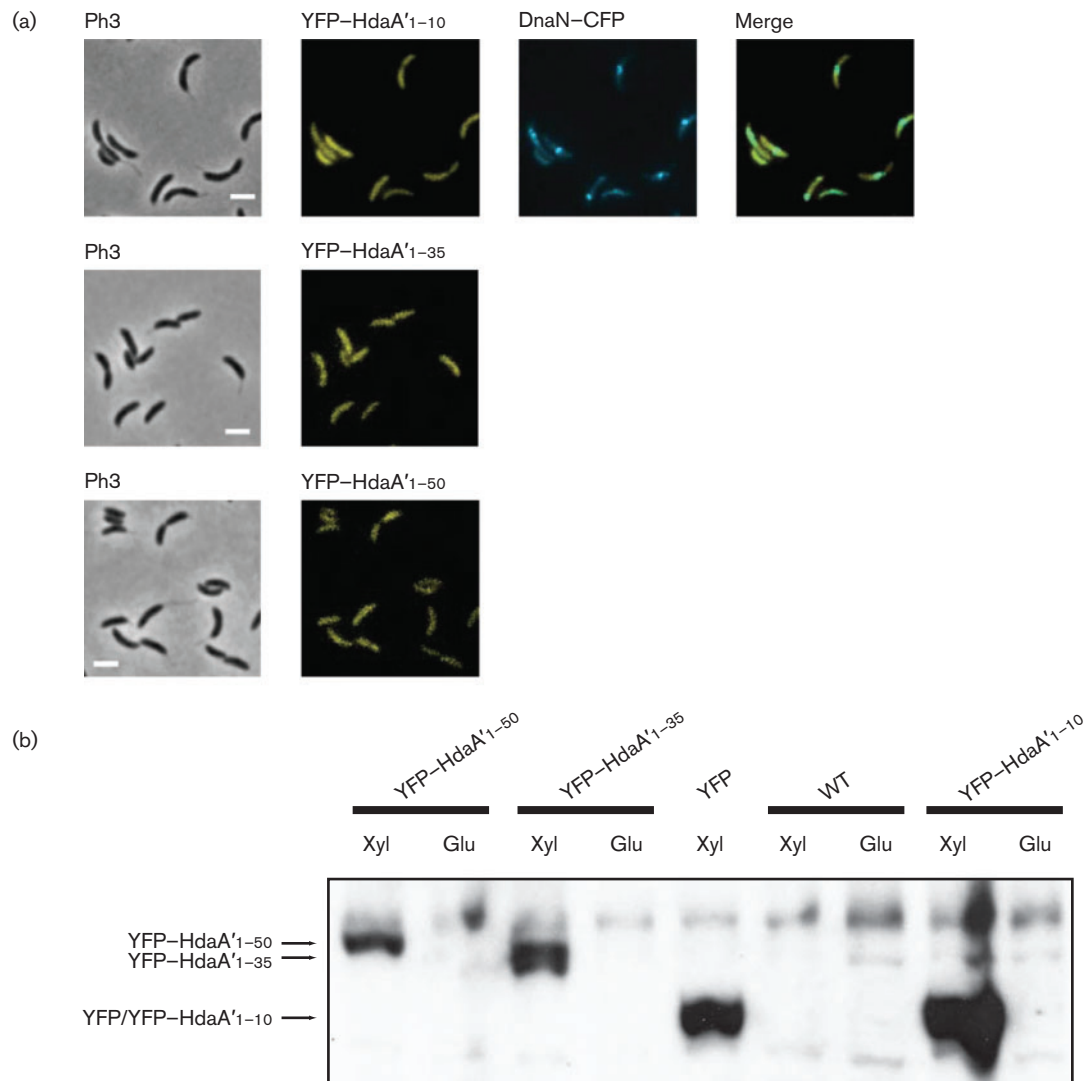 (a)
Ph3 YFP–HdaA′1–10 DnaN–CFP Merge
Ph3 YFP–HdaA′1–35
Ph3 YFP–HdaA′1–50
(b)
YFP–HdaA′1–50 YFP–HdaA′1–35 YFP WT YFP–HdaA′1–10
Xyl Glu Xyl Glu Xyl Xyl Glu Xyl Glu
YFP–HdaA′1–50
YFP–HdaA′1–35
YFP/YFP–HdaA′1–10